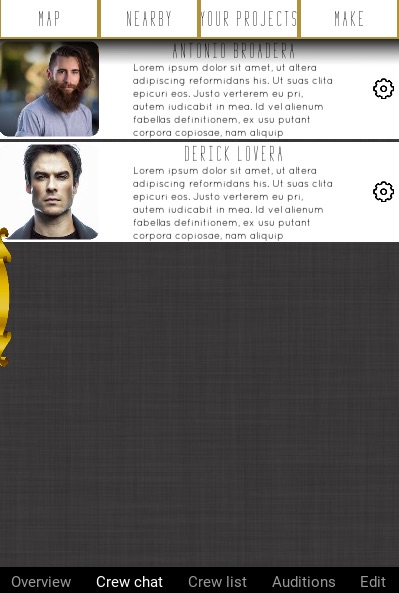 MAP
NEARBY
YOUR PROJECTS
MAKE
ANTONIO BROADERA
Lorem ipsum dolor sit amet, ut altera
adipiscing reformidans his. Ut suas clita
epicuri eos. Justo verterem eu pri,
autem iudicabit in mea. Id vel alienum
fabellas definitionem, ex usu putant
corpora copiosae, nam aliquip
DERICK LOVERA
Lorem ipsum dolor sit amet, ut altera
adipiscing reformidans his. Ut suas clita
epicuri eos. Justo verterem eu pri,
autem iudicabit in mea. Id vel alienum
fabellas definitionem, ex usu putant
corpora copiosae, nam aliquip
Overview
Crew chat
Crew list
Auditions
Edit